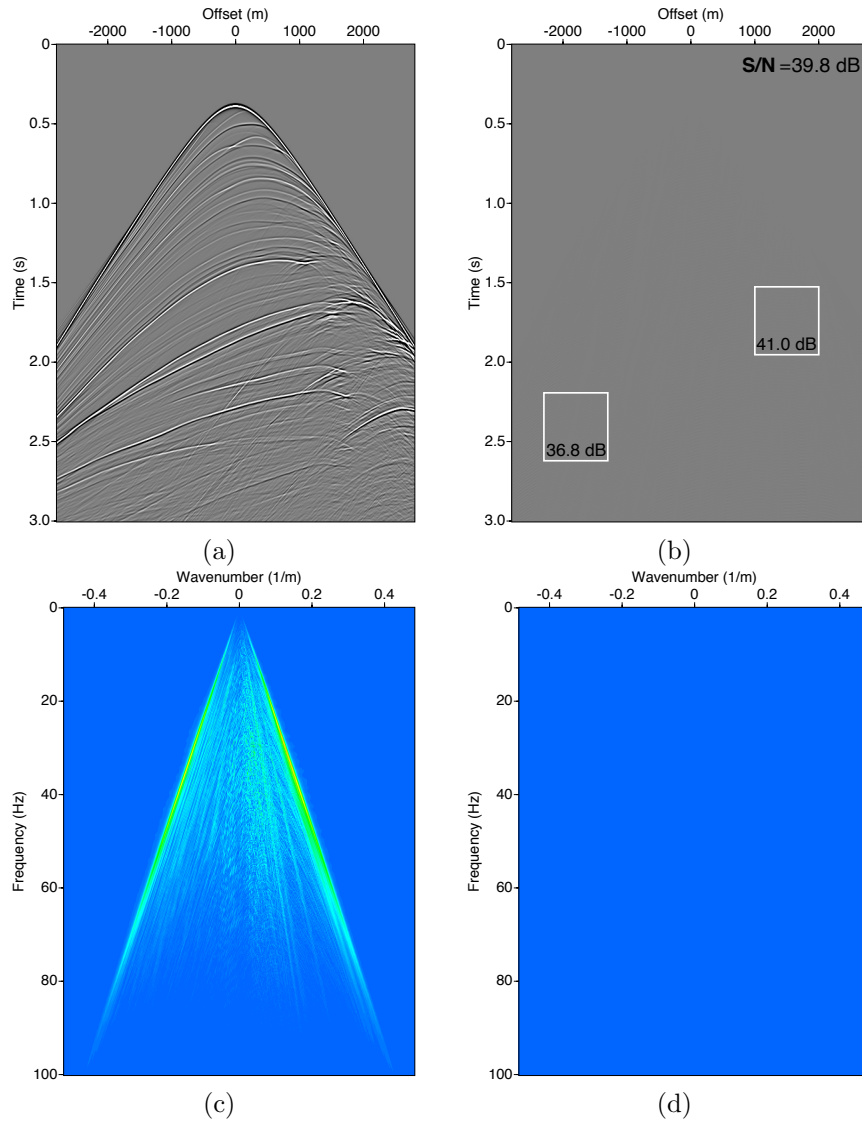 Offset (m)
-2000 -1000 0 1000 2000
0
0.5
1.0
1.5
2.0
2.5
3.0
Time (s)
(a)
Offset (m)
-2000 -1000 0 1000 2000
0
0.5
1.0
1.5
2.0
2.5
3.0
Time (s)
S/N =39.8 dB
41.0 dB
36.8 dB
(b)
Wavenumber (1/m)
-0.4 -0.2 0 0.2 0.4
0
20
40
60
80
100
Frequency (Hz)
(c)
Wavenumber (1/m)
-0.4 -0.2 0 0.2 0.4
0
20
40
60
80
100
Frequency (Hz)
(d)